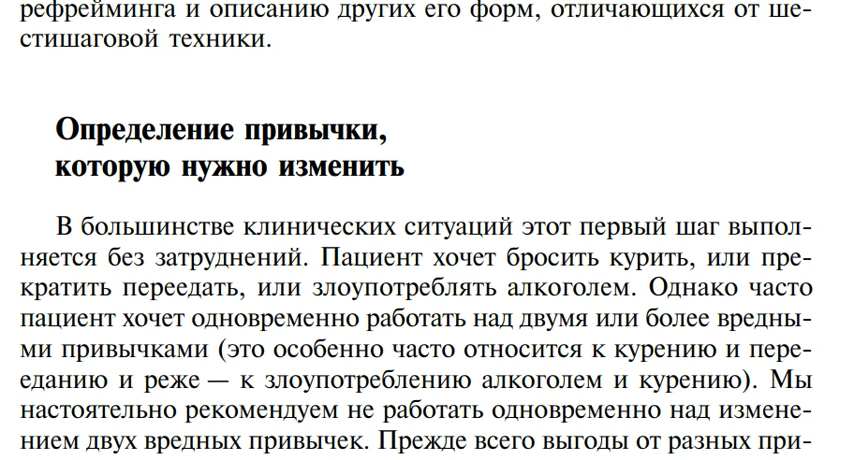 рефрейминга и описанию других его форм, отличающихся от ше-
стишаговой техники.
Определение привычки,
которую нужно изменить
В большинстве клинических ситуаций этот первый шаг выпол-
няется без затруднений. Пациент хочет бросить курить, или пре-
кратить переедать, или злоупотреблять алкоголем. Однако часто
пациент хочет одновременно работать над двумя или более вредны-
ми привычками (это особенно часто относится к курению и пере-
еданию и реже — к злоупотреблению алкоголем и курению). Мы
настоятельно рекомендуем не работать одновременно над измене-
нием двух вредных привычек. Прежде всего выгоды от разных при-